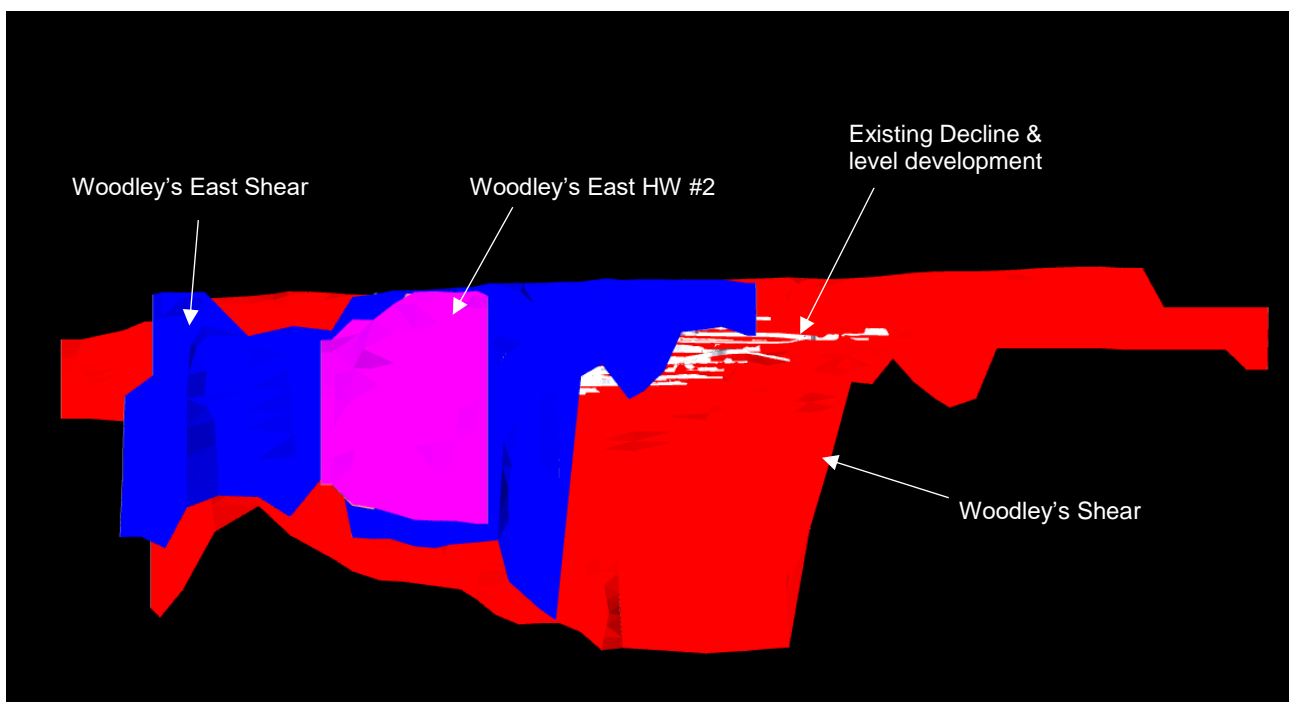 Existing Decline &
level development
Woodley’s East Shear
Woodley’s East HW #2
Woodley’s Shear